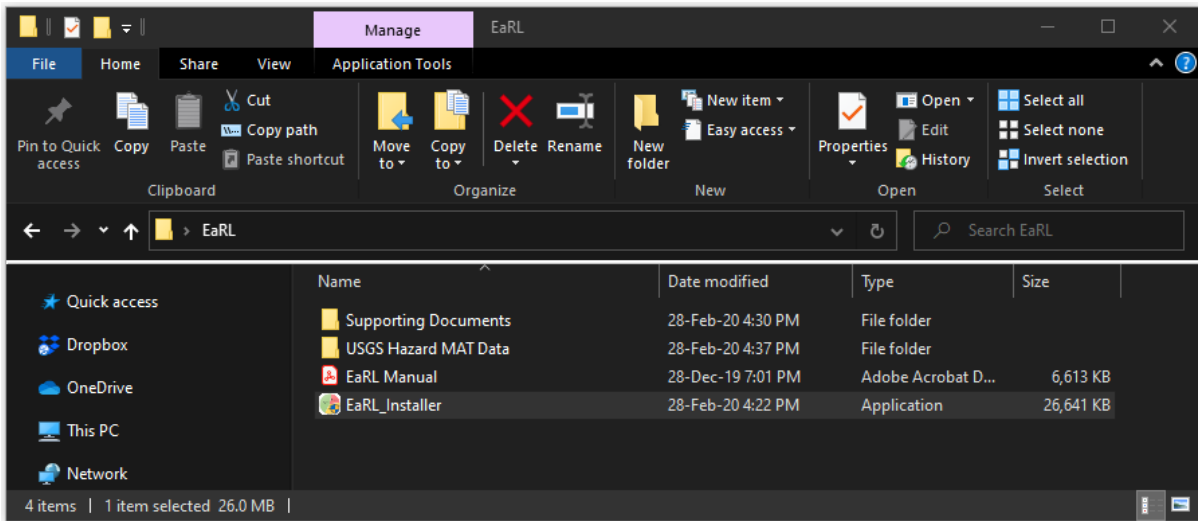 Manage EaRL
File Home Share View Application Tools
Pin to Quick access
Copy
Paste
Cut
Copy path
Paste shortcut
Clipboard
Move to
Copy to
Delete
Rename
Organize
New folder
New item
Easy access
New
Properties
Open
Edit
History
Open
Select all
Select none
Invert selection
Select
EaRL
Search EaRL
Quick access
Dropbox
OneDrive
This PC
Network
Name Date modified Type Size
Supporting Documents 28-Feb-20 4:30 PM File folder
USGS Hazard MAT Data 28-Feb-20 4:37 PM File folder
EaRL Manual 28-Dec-19 7:01 PM Adobe Acrobat D... 6,613 KB
EaRL_Installer 28-Feb-20 4:22 PM Application 26,641 KB
4 items 1 item selected 26.0 MB